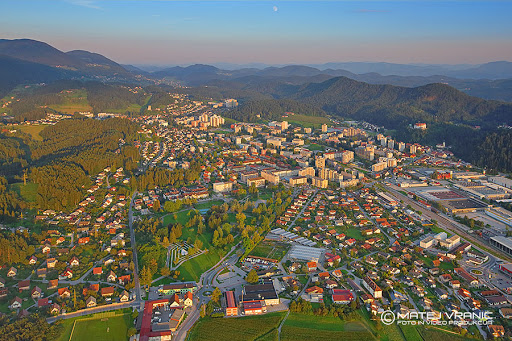 © MATEJ VRANIČ
FOTO IN VIDEO PRODUKCIJA